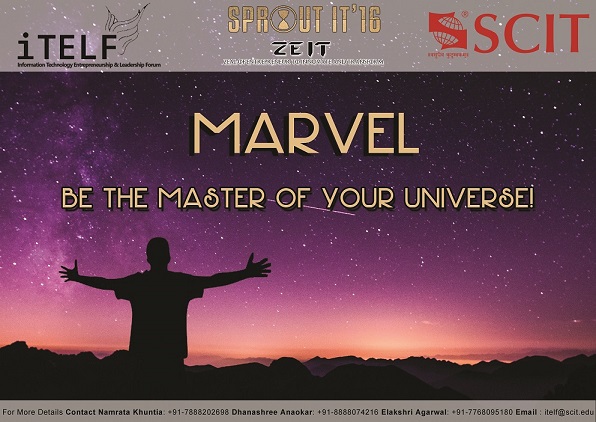 iTELF
Information Technology Entrepreneurship & Leadership Forum
SPROUT IT'16
ZEIT
SCIT
MARVEL
BE THE MASTER OF YOUR UNIVERSE!
For More Details Contact Namrata Khuntia: +91-7888202698 Dhanashree Anaokar: +91-8888074216 Elakshri Agarwal: +91-7768095180 Email : itelf@scit.edu